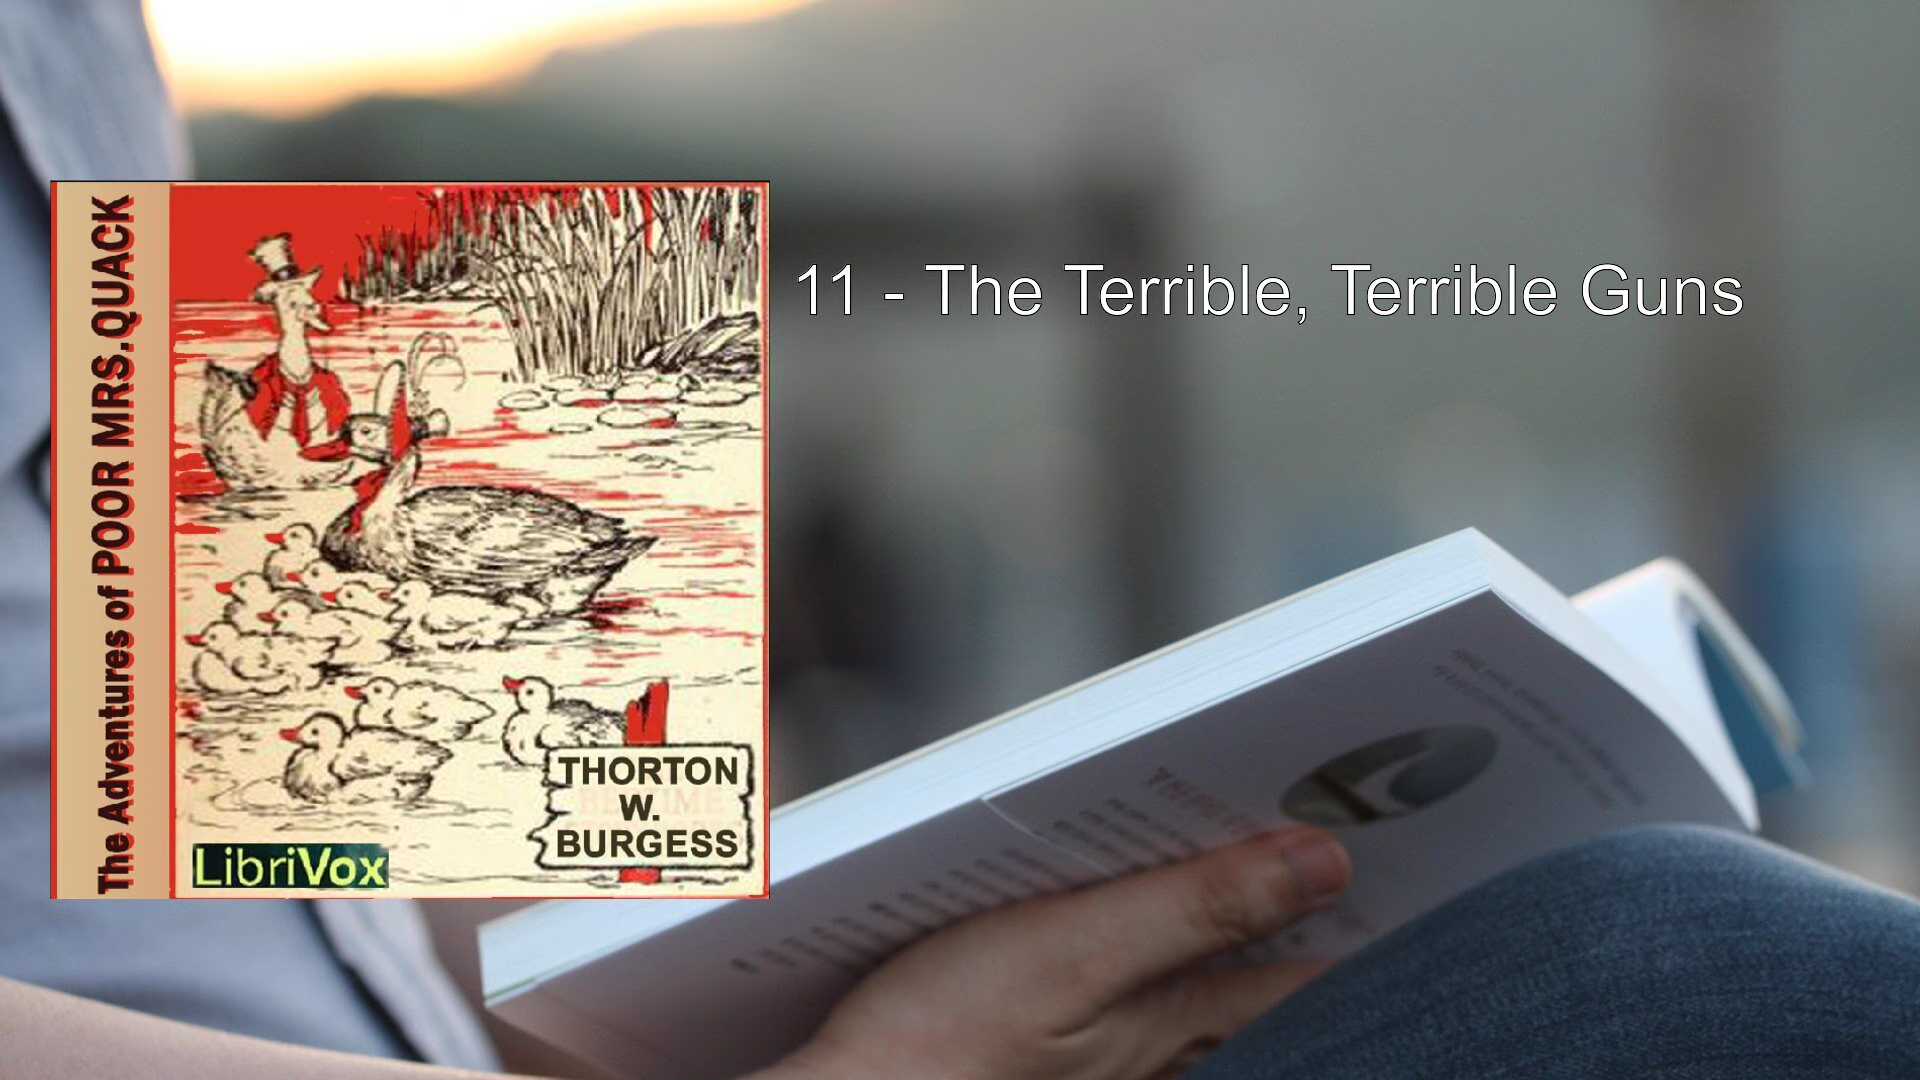 The Adventures of POOR MRS.QUACK
THORTON
W.
BURGESS
LibriVox
11 - The Terrible, Terrible Guns